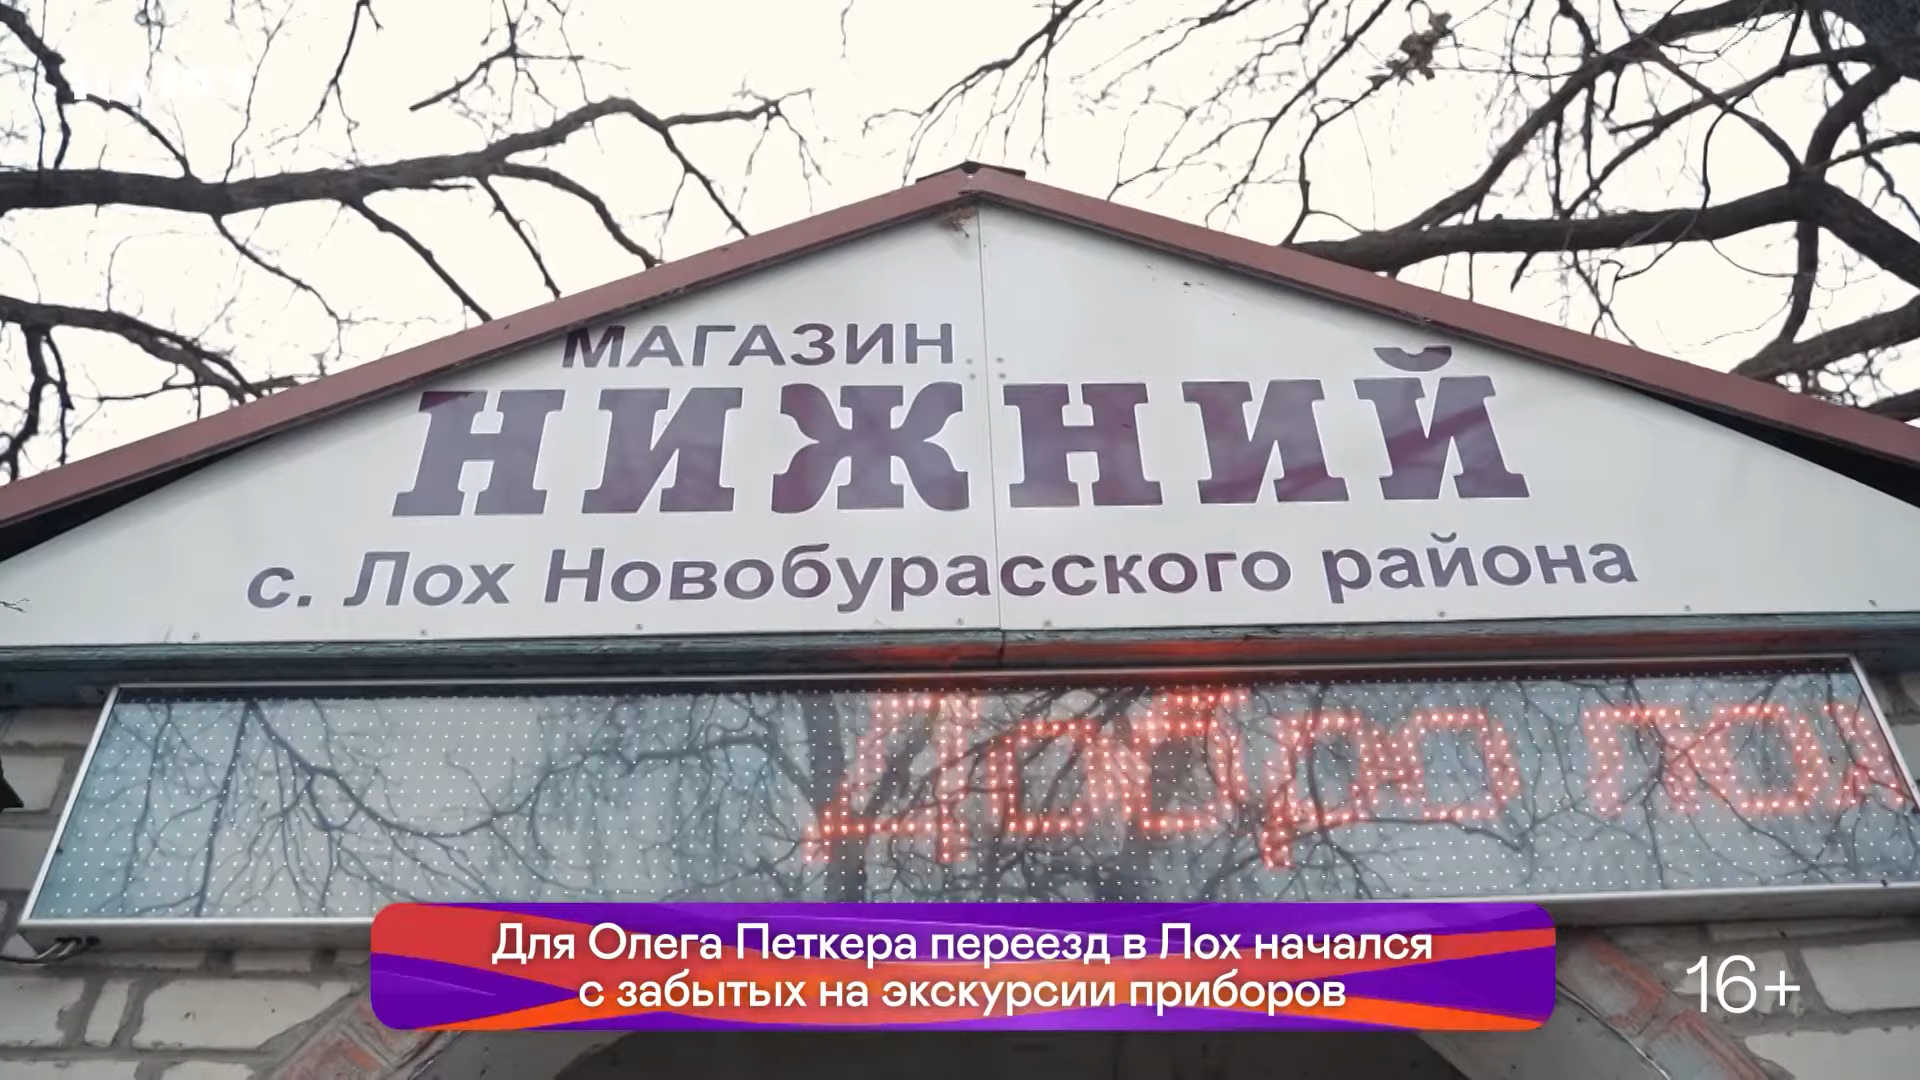 МАГАЗИН
НИЖНИЙ
с. Лох Новобурасского района
Добро пож
Для Олега Петкера переезд в Лох начался
с забытых на экскурсии приборов
16+